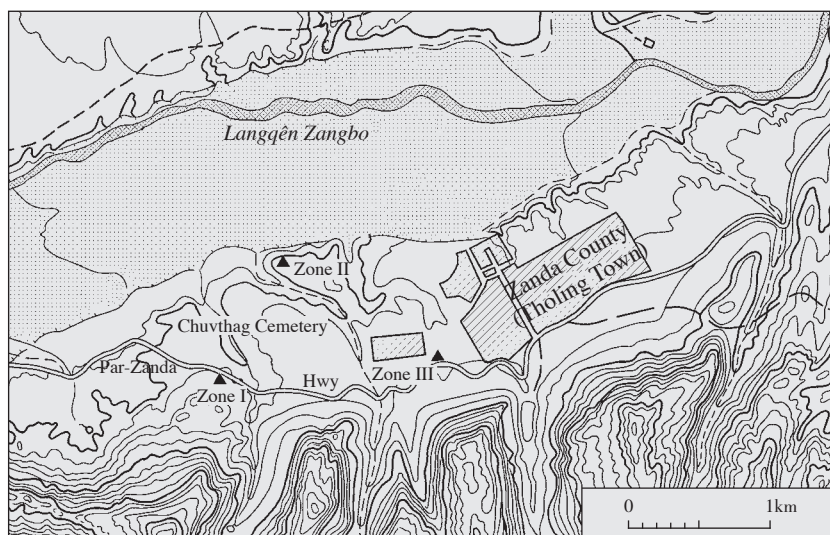 Langqên Zangbo
Zone II
Zanda County
(Tholing Town)
Chuvthag Cemetery
Par-Zanda
Zone III
Zone I
Hwy
0 1km